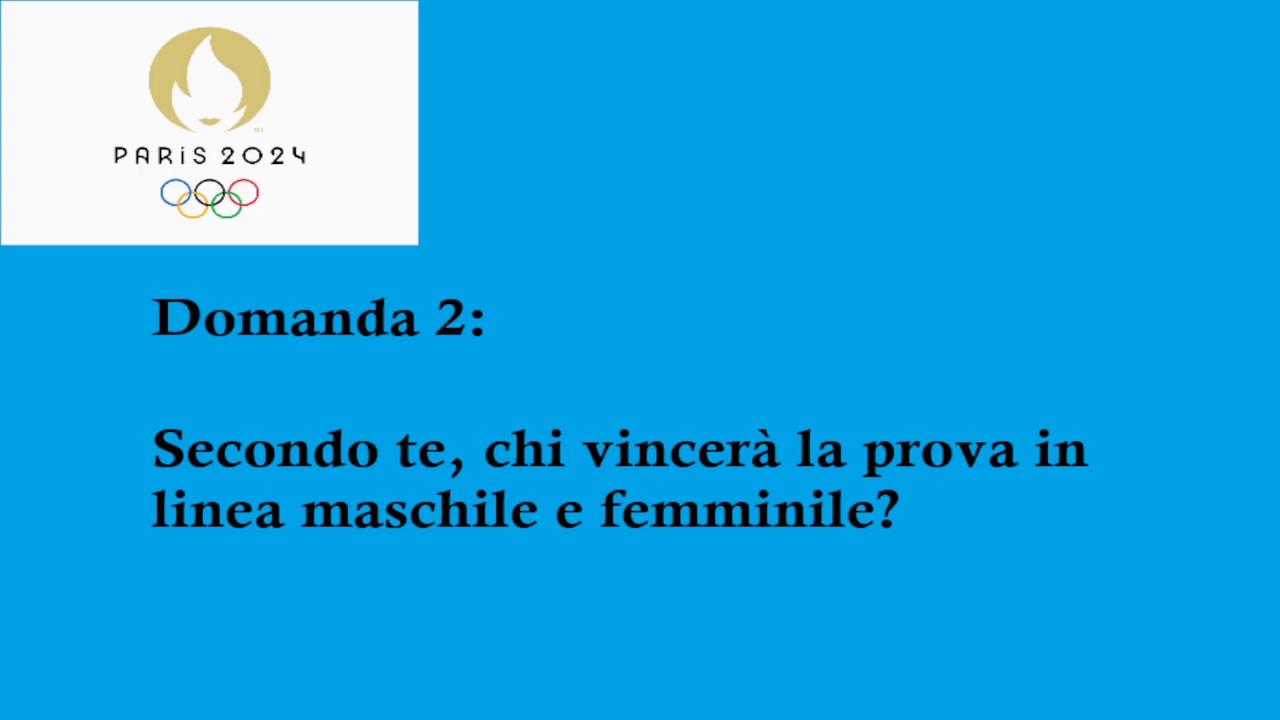 PARIS 2024
Domanda 2:
Secondo te, chi vincerà la prova in
linea maschile e femminile?